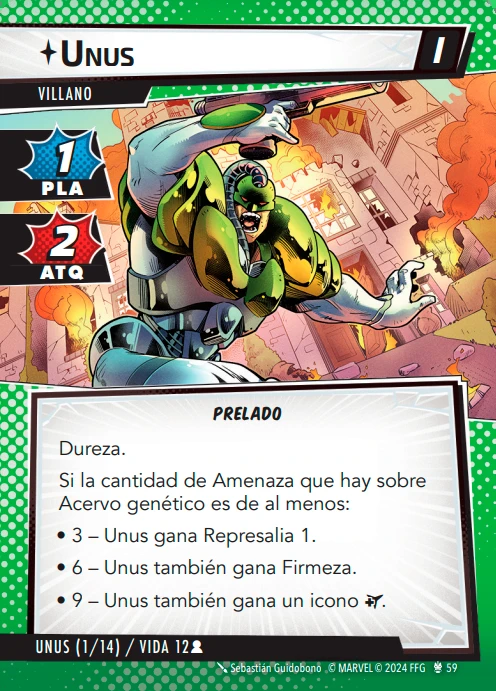 Unus
I
VILLANO
1
PLA
2
ATQ
PRELADO
Dureza.
Si la cantidad de Amenaza que hay sobre
Acervo genético es de al menos:
• 3 – Unus gana Represalia 1.
• 6 – Unus también gana Firmeza.
• 9 – Unus también gana un icono .
UNUS (1/14) / VIDA 12
Sebastián Guidobono © MARVEL © 2024 FFG 59